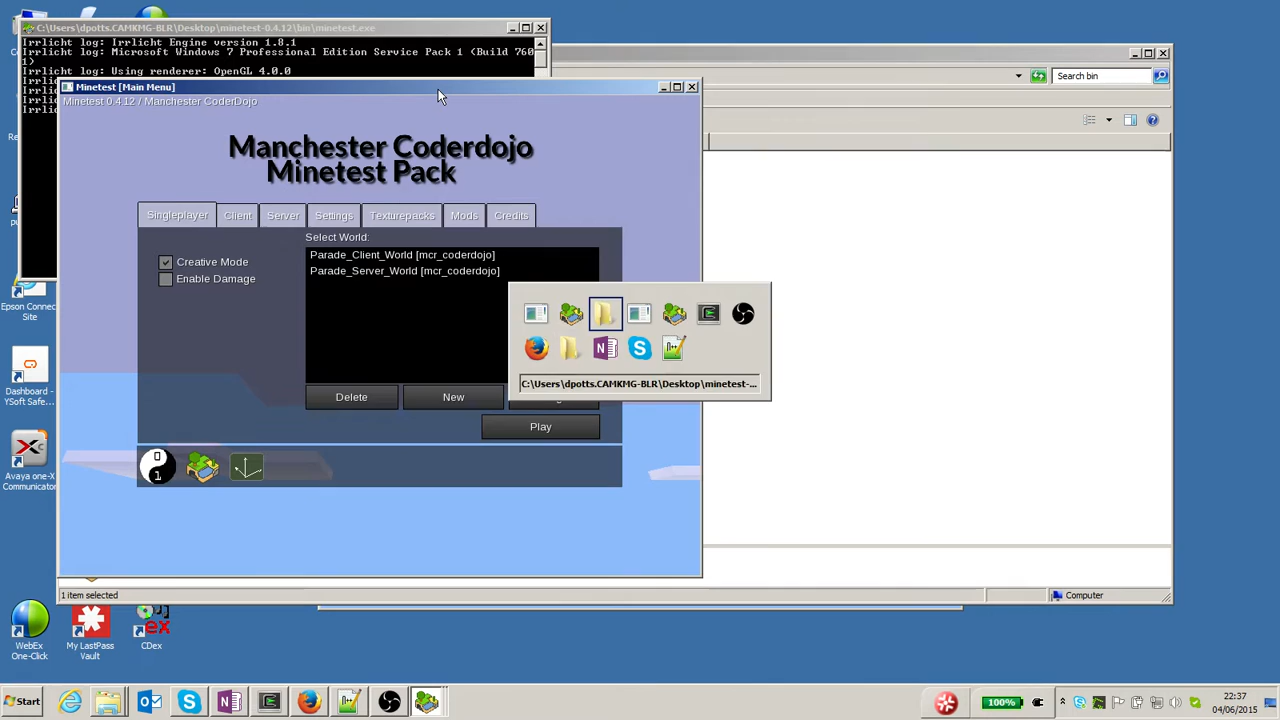 C:\Users\dpotts.CAMKMG-BLR\Desktop\minetest-0.4.12\bin\minetest.exe
Irrlicht log: Irrlicht Engine version 1.8.1
Irrlicht log: Microsoft Windows 7 Professional Edition Service Pack 1 (Build 760
1)
Irrlicht log: Using renderer: OpenGL 4.0.0
Irrlic
Irrlic
Irrlic
Search bin
Minetest [Main Menu]
Minetest 0.4.12 / Manchester CoderDojo
Manchester Coderdojo
Minetest Pack
Singleplayer Client Server Settings Texturepacks Mods Credits
Select World:
Creative Mode
Enable Damage
Parade_Client_World [mcr_coderdojo]
Parade_Server_World [mcr_coderdojo]
C:\Users\dpotts.CAMKMG-BLR\Desktop\minetest-...
Delete New
Play
Epson Connect
Site
Dashboard -
YSoft Safe...
Avaya one-X
Communicator
1 item selected
Computer
WebEx
One-Click
My LastPass
Vault
CDex
Start
100%
22:37
04/06/2015